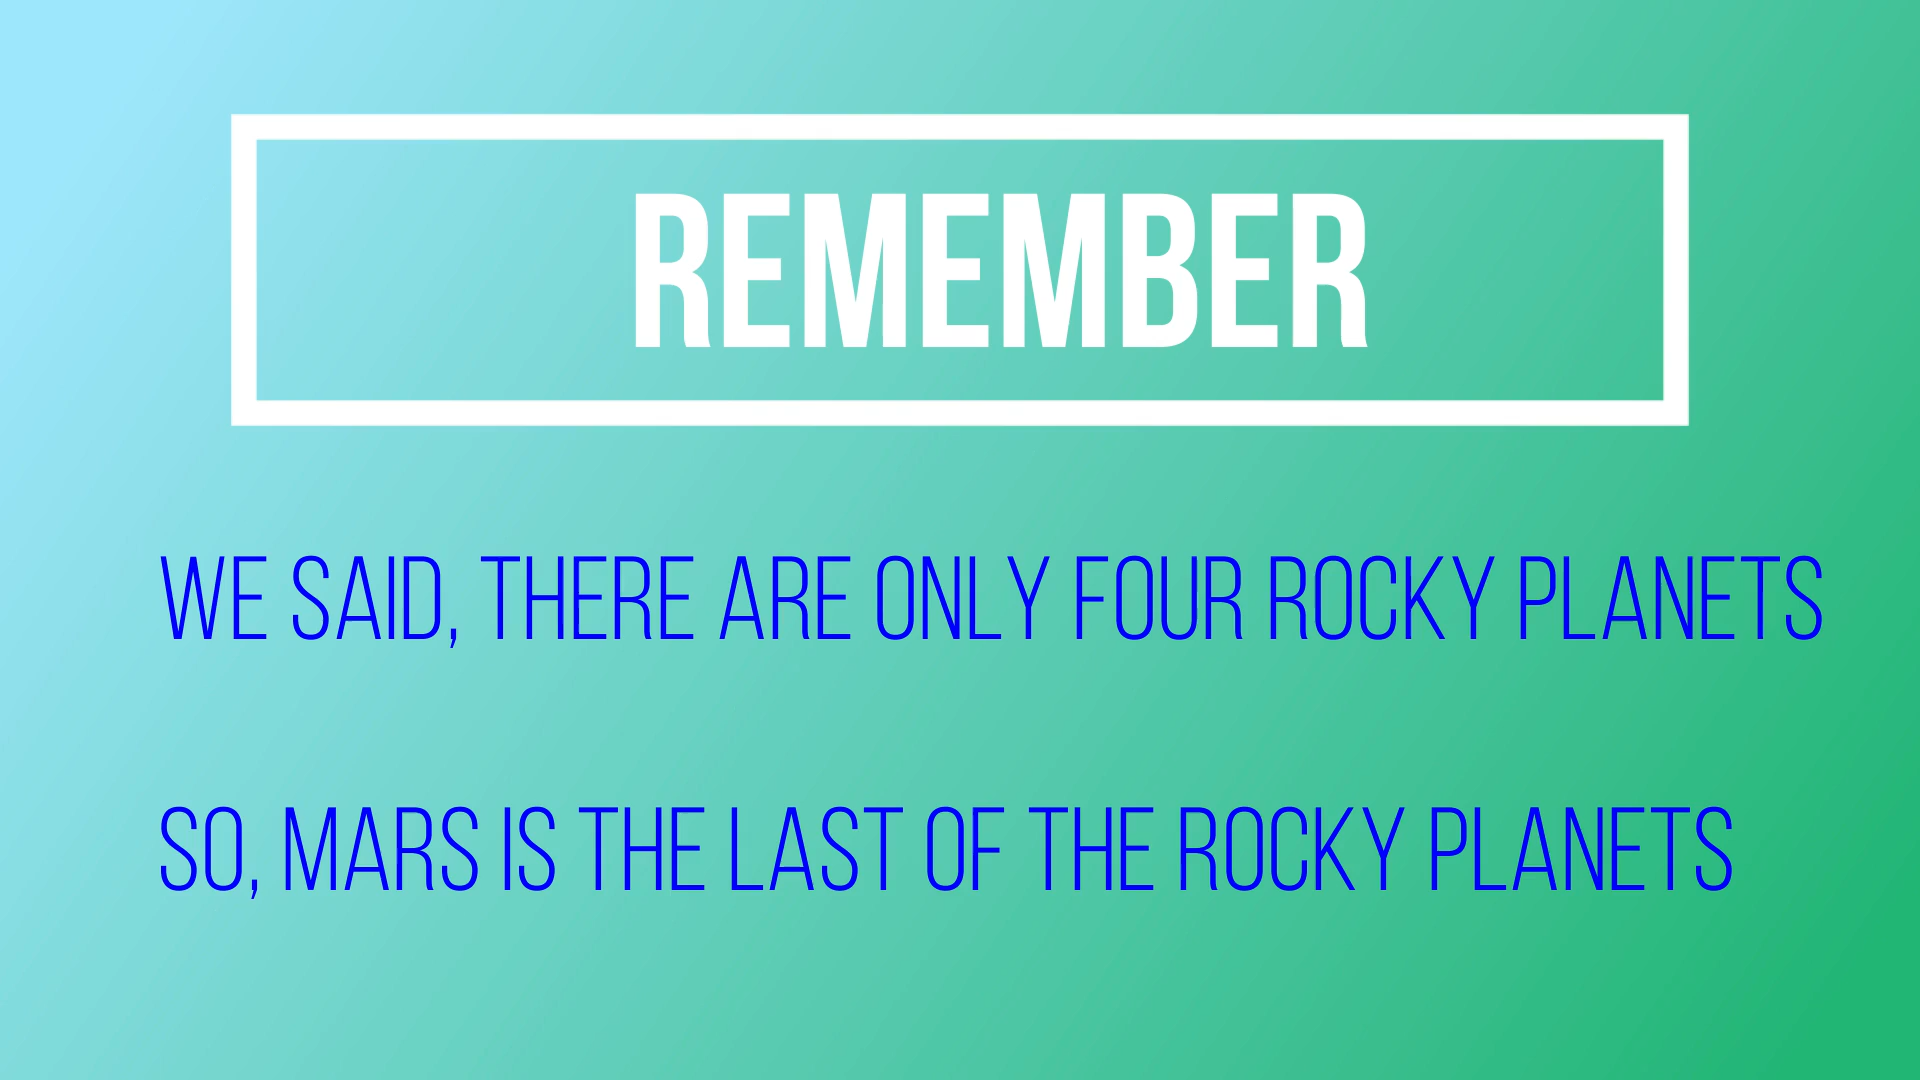 REMEMBER
WE SAID, THERE ARE ONLY FOUR ROCKY PLANETS
SO, MARS IS THE LAST OF THE ROCKY PLANETS